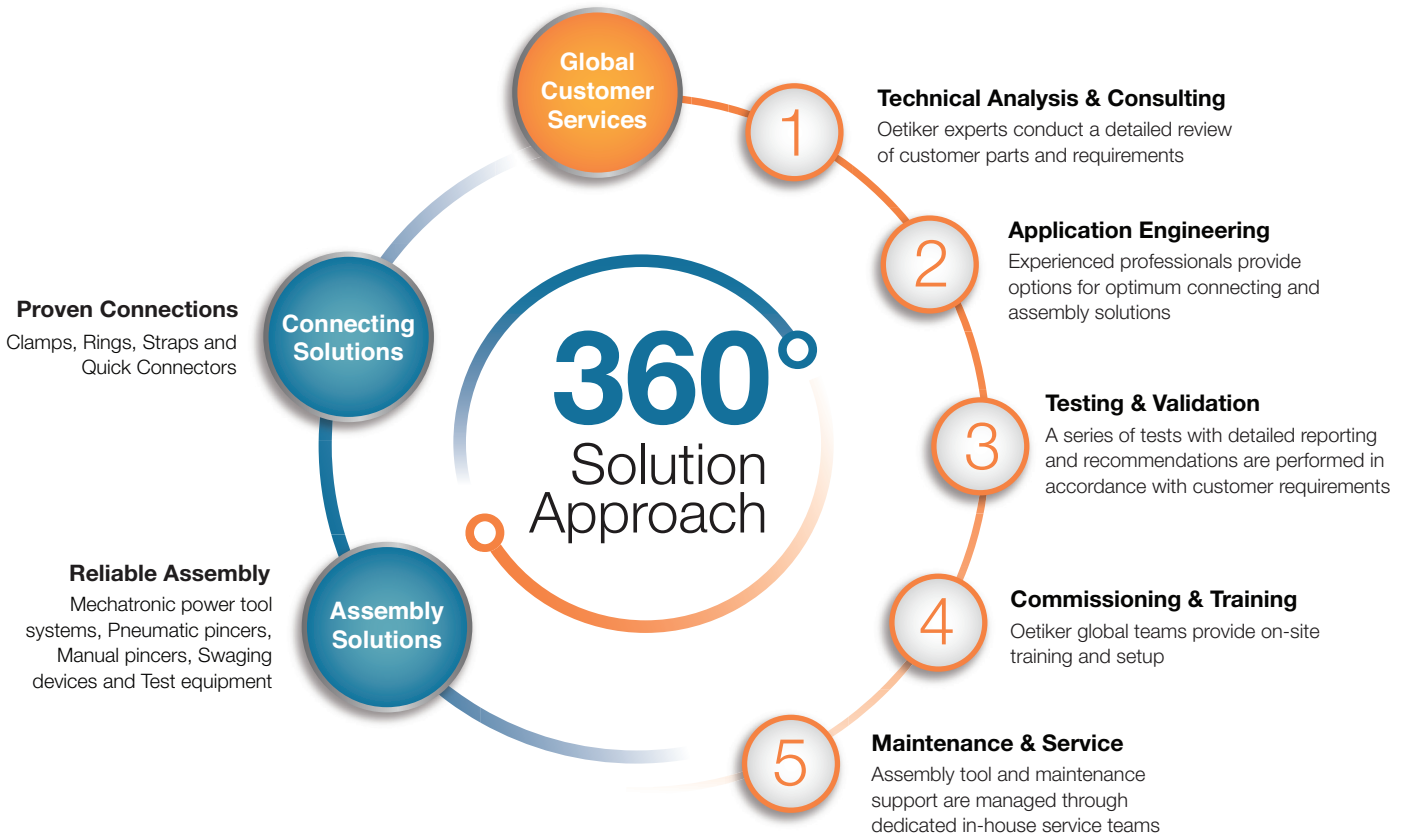 Global
Customer
Services
1
Technical Analysis & Consulting
Oetiker experts conduct a detailed review
of customer parts and requirements
2
Application Engineering
Experienced professionals provide
options for optimum connecting and
assembly solutions
3
Testing & Validation
A series of tests with detailed reporting
and recommendations are performed in
accordance with customer requirements
4
Commissioning & Training
Oetiker global teams provide on-site
training and setup
5
Maintenance & Service
Assembly tool and maintenance
support are managed through
dedicated in-house service teams
Assembly
Solutions
Reliable Assembly
Mechatronic power tool
systems, Pneumatic pincers,
Manual pincers, Swaging
devices and Test equipment
Connecting
Solutions
Proven Connections
Clamps, Rings, Straps and
Quick Connectors
360
Solution
Approach